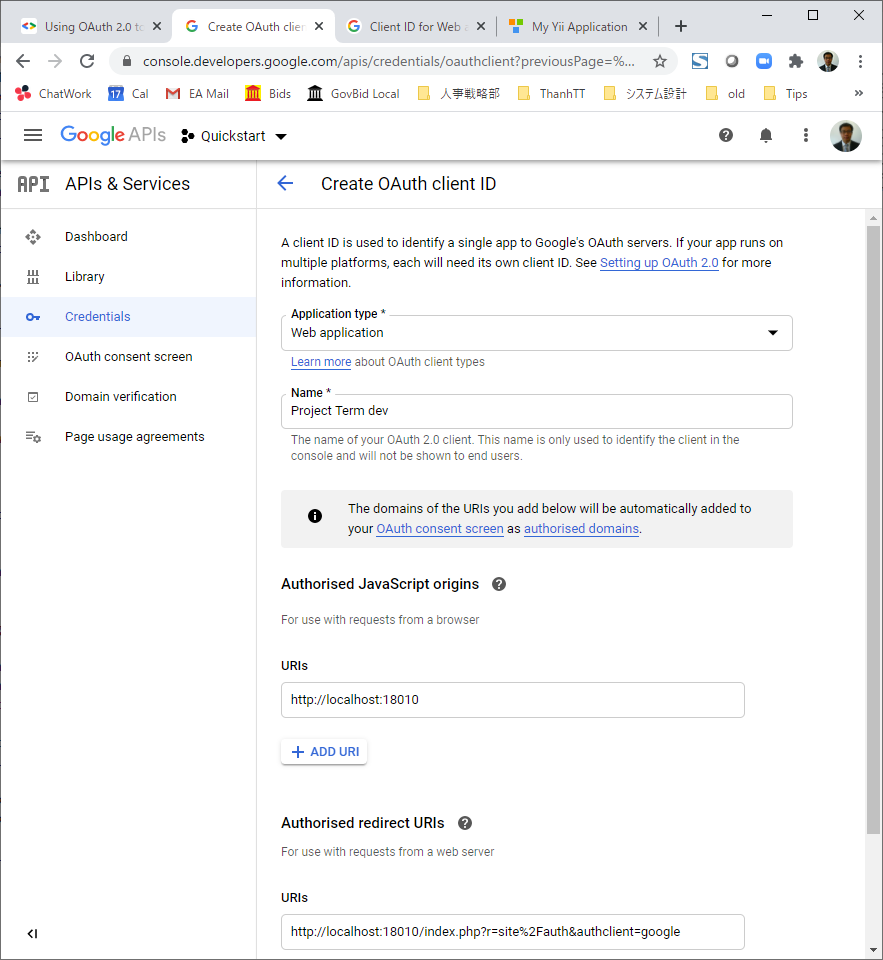 Using OAuth 2.0 to
Create OAuth clien
Client ID for Web a
My Yii Application
console.developers.google.com/apis/credentials/oauthclient?previousPage=%...
ChatWork
17 Cal
EA Mail
Bids
GovBid Local
人事戦略部
ThanhTT
システム設計
old
Tips
»
Google APIs
Quickstart
API APIs & Services
Create OAuth client ID
Dashboard
Library
Credentials
OAuth consent screen
Domain verification
Page usage agreements
A client ID is used to identify a single app to Google's OAuth servers. If your app runs on
multiple platforms, each will need its own client ID. See Setting up OAuth 2.0 for more
information.
Application type *
Web application
Learn more about OAuth client types
Name *
Project Term dev
The name of your OAuth 2.0 client. This name is only used to identify the client in the
console and will not be shown to end users.
The domains of the URIs you add below will be automatically added to
your OAuth consent screen as authorised domains.
Authorised JavaScript origins
For use with requests from a browser
URIs
http://localhost:18010
+ ADD URI
Authorised redirect URIs
For use with requests from a web server
URIs
http://localhost:18010/index.php?r=site%2Fauth&authclient=google